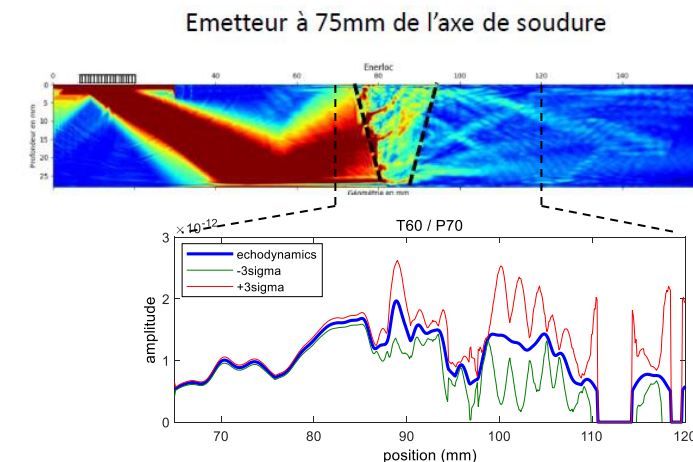 Emetteur à 75mm de l'axe de soudure
Enerloc
0 40 60 80 100 120 140
Profondeur en mm
0
5
10
15
20
25
Géométrie en mm
×10-12
T60 / P70
3
2
1
0
echodynamics
-3sigma
+3sigma
amplitude
70 80 90 100 110 120
position (mm)